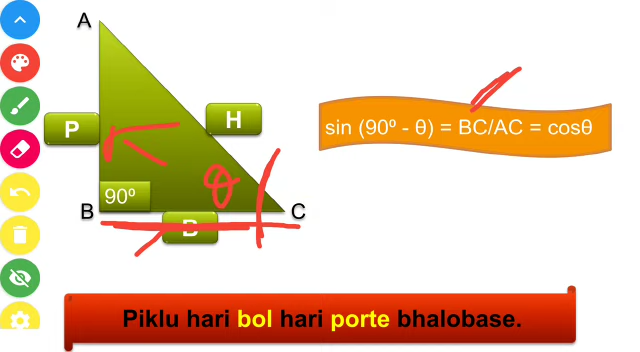 A
P
H
sin (90º - θ) = BC/AC = cosθ
θ
90º
B
C
B
Piklu hari bol hari porte bhalobase.